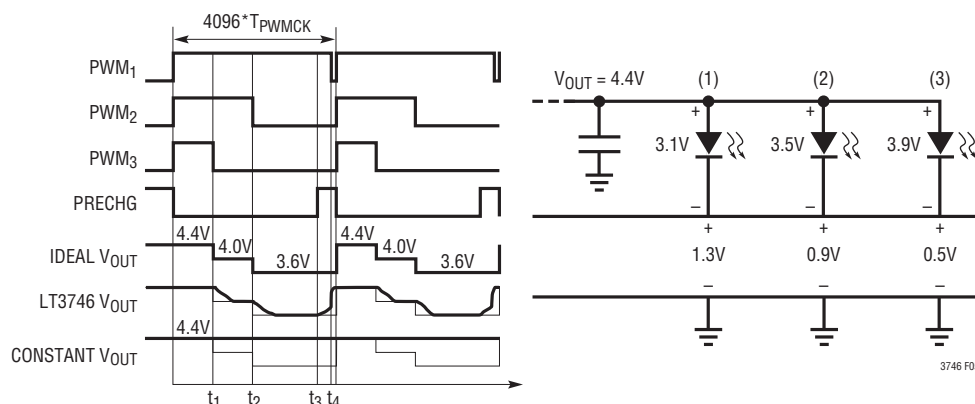 4096*TPWMCK
PWM1
PWM2
PWM3
PRECHG
4.4V 4.0V 3.6V 4.4V 4.0V 3.6V
IDEAL VOUT
LT3746 VOUT
4.4V
CONSTANT VOUT
t1 t2 t3 t4
VOUT = 4.4V (1) (2) (3)
+ + +
3.1V 3.5V 3.9V
– – –
+ + +
1.3V 0.9V 0.5V
– – –
3746 F0